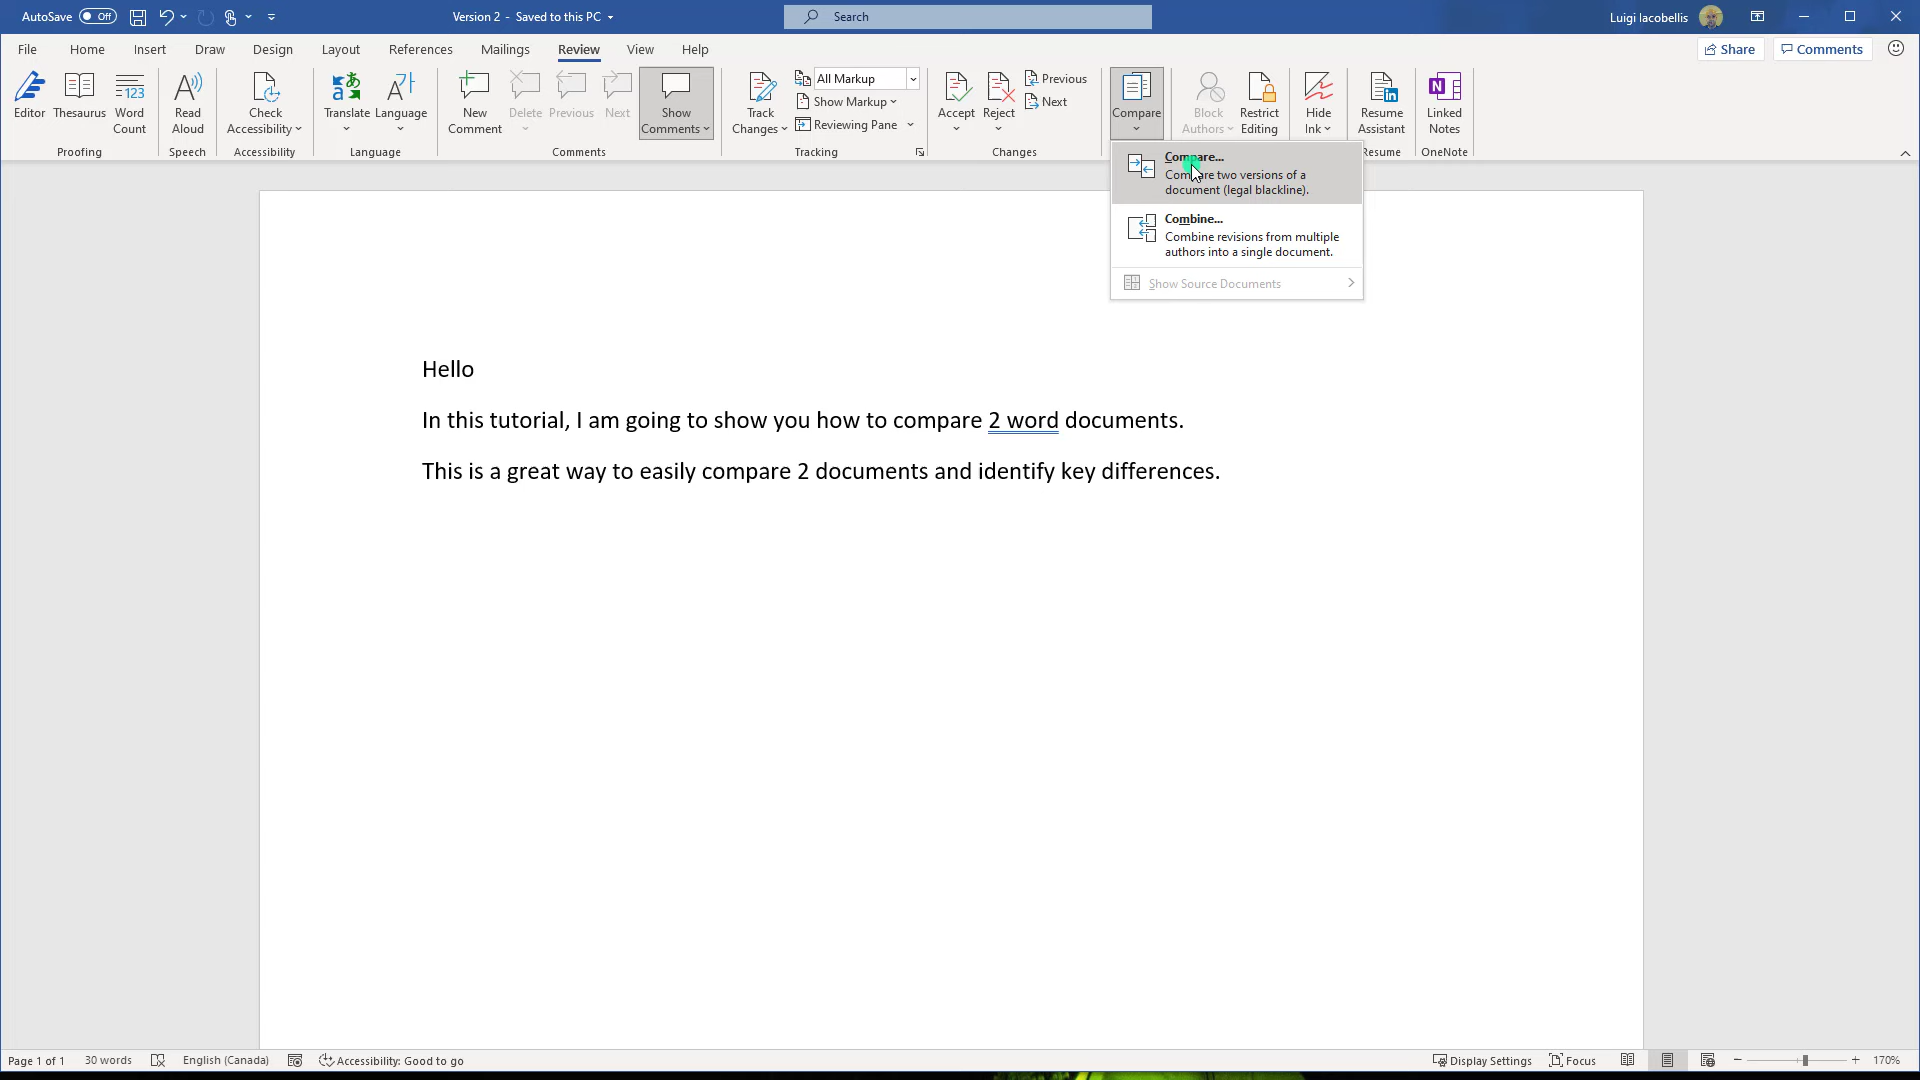 AutoSave Off Version 2 - Saved to this PC Search Luigi Iacobellis
File Home Insert Draw Design Layout References Mailings Review View Help Share Comments
Editor Thesaurus Word Count
Proofing
Read Aloud
Speech
Check Accessibility
Accessibility
Translate Language
Language
New Comment Delete Previous Next Show Comments
Comments
Track Changes
All Markup
Show Markup
Reviewing Pane
Tracking
Accept Reject
Previous
Next
Changes
Compare
Block Authors Restrict Editing
Hide Ink
Resume Assistant
Resume
Linked Notes
OneNote
Compare...
Compare two versions of a
document (legal blackline).
Combine...
Combine revisions from multiple
authors into a single document.
Show Source Documents
Hello
In this tutorial, I am going to show you how to compare 2 word documents.
This is a great way to easily compare 2 documents and identify key differences.
Page 1 of 1 30 words English (Canada) Accessibility: Good to go Display Settings Focus 170%